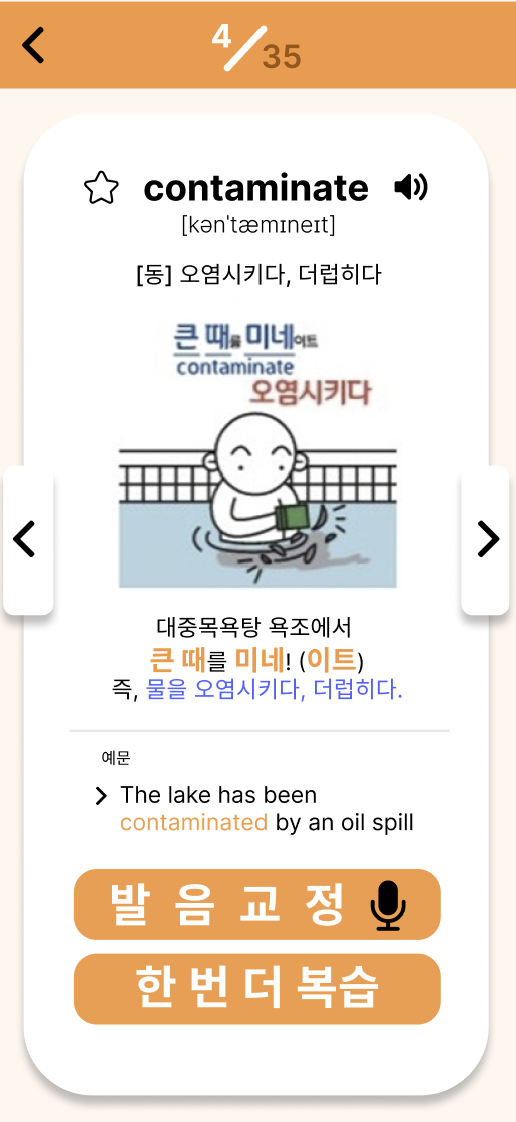 4/35
contaminate
[kən'tæmɪneɪt]
[동] 오염시키다, 더럽히다
큰 때를 미네이트
contaminate
오염시키다
대중목욕탕 욕조에서
큰 때를 미네! (이트)
즉, 물을 오염시키다, 더럽히다.
예문
The lake has been
contaminated by an oil spill
발 음 교 정
한 번 더 복습